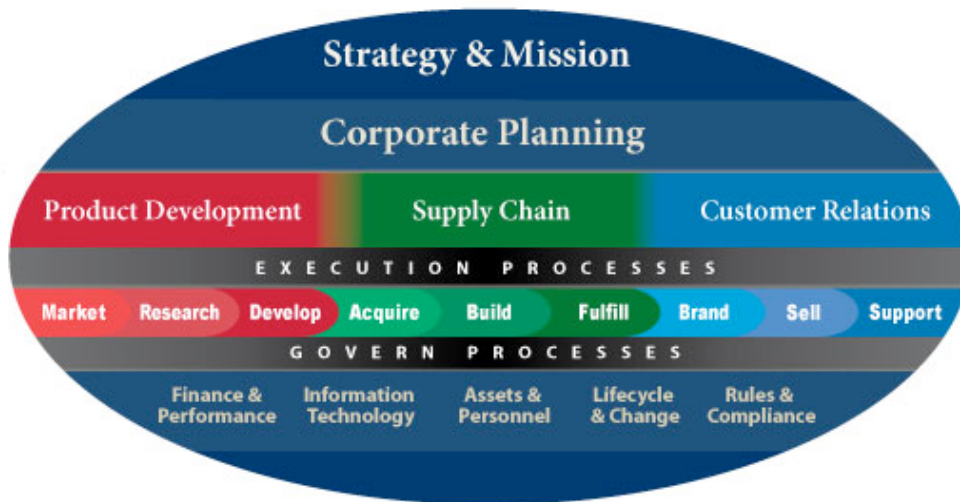 Strategy & Mission
Corporate Planning
Product Development
Supply Chain
Customer Relations
EXECUTION PROCESSES
Market
Research
Develop
Acquire
Build
Fulfill
Brand
Sell
Support
GOVERN PROCESSES
Finance &
Performance
Information
Technology
Assets &
Personnel
Lifecycle
& Change
Rules &
Compliance